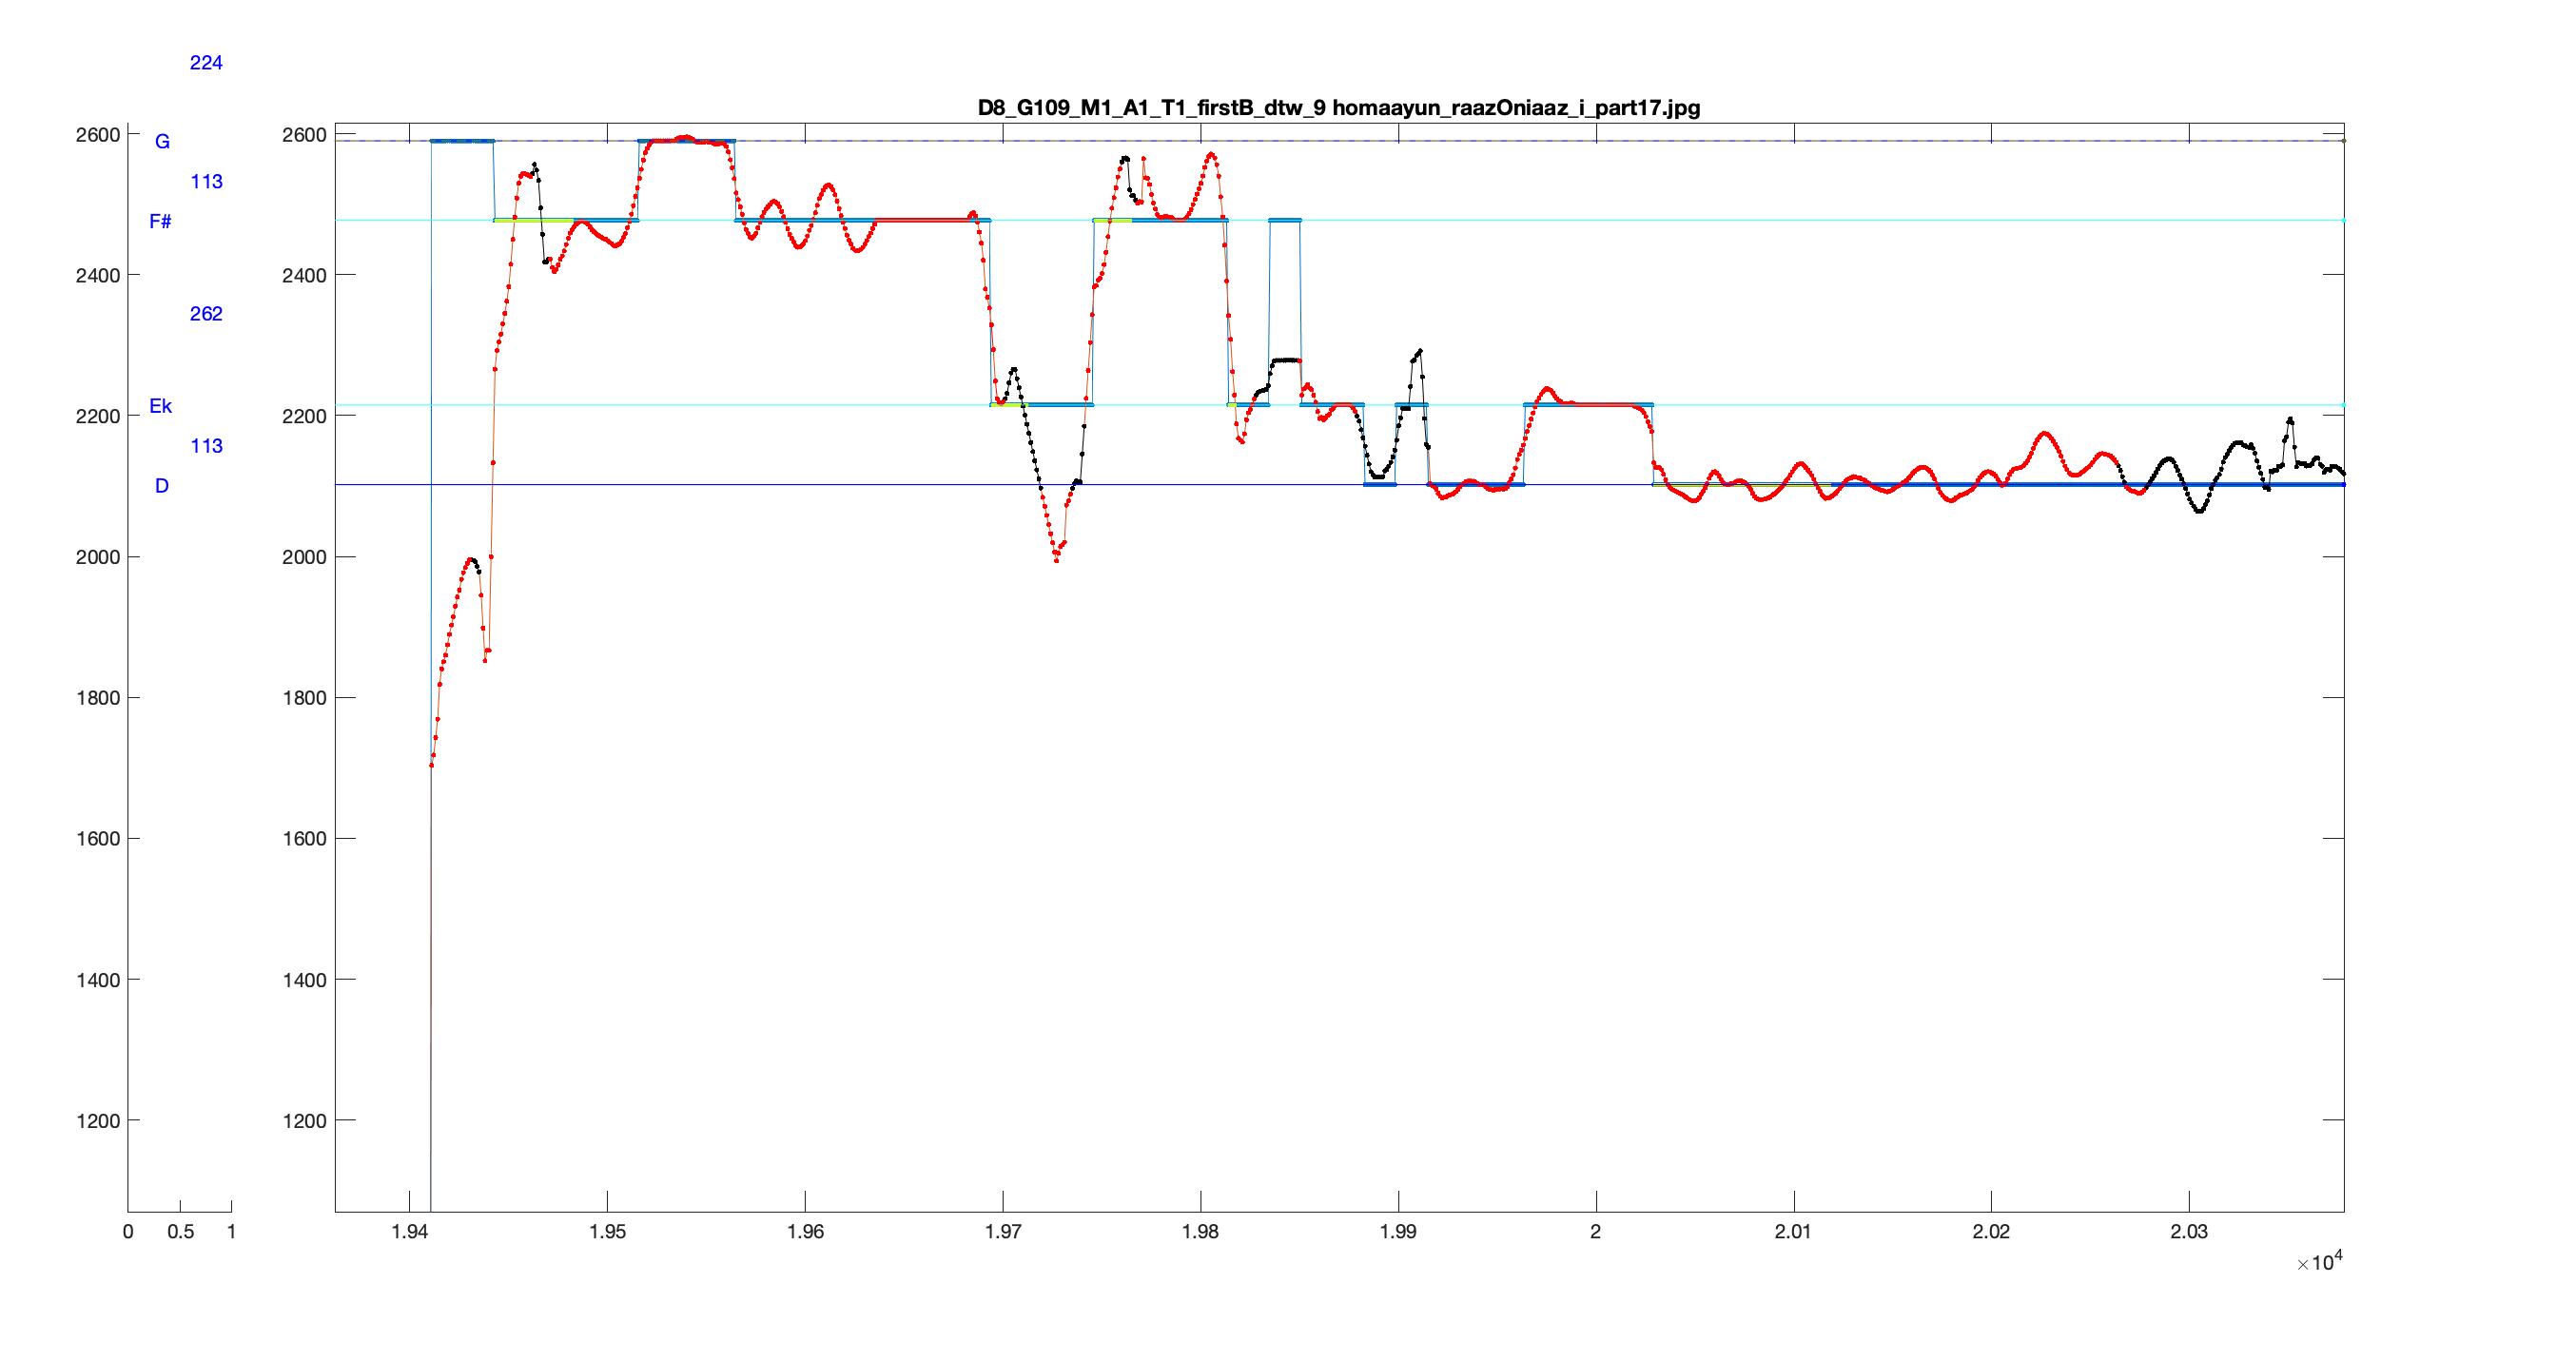 224
D8_G109_M1_A1_T1_firstB_dtw_9 homaayun_raazOniaaz_i_part17.jpg
2600 G 2600
113
F#
2400 2400
262
2200 Ek 2200
113
D
2000 2000
1800 1800
1600 1600
1400 1400
1200 1200
0 0.5 1 1.94 1.95 1.96 1.97 1.98 1.99 2 2.01 2.02 2.03
×10⁴